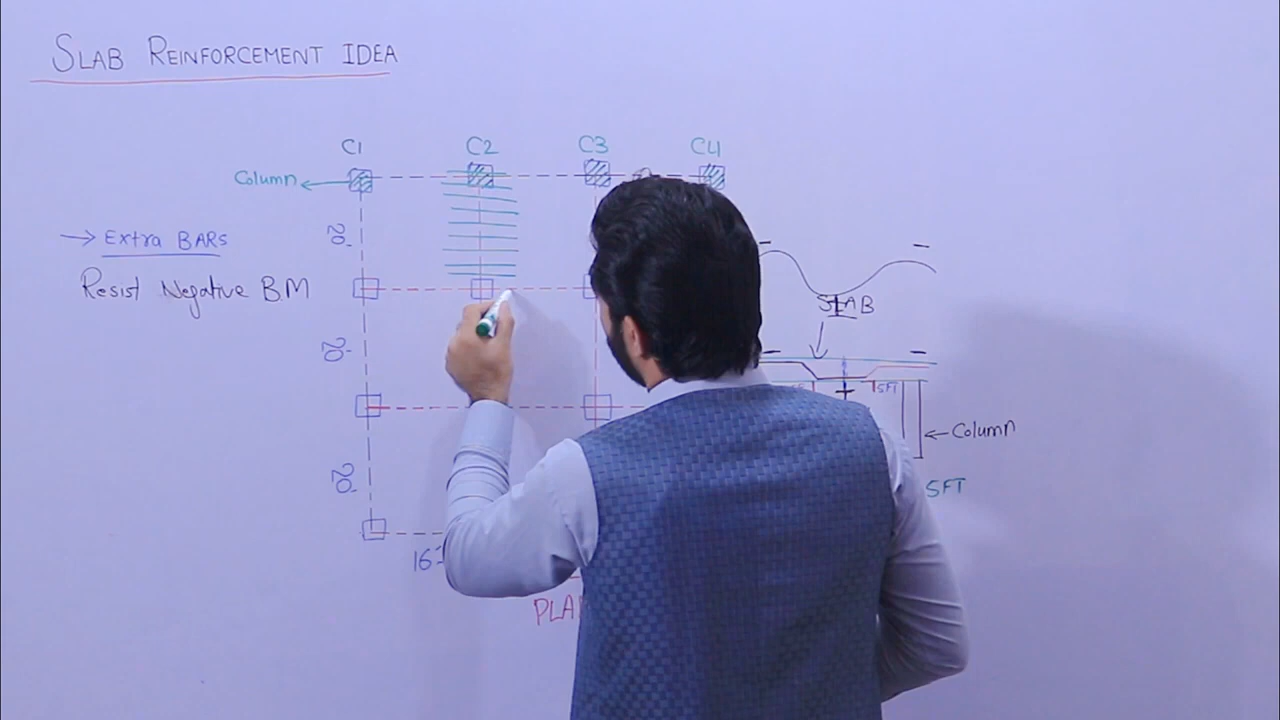 SLAB REINFORCEMENT IDEA
C1 C2 C3 C4
Column
20'
→ Extra BARs
Resist Negative B.M
SLAB
20'
5FT
Column
20'
5FT
16'
PLA